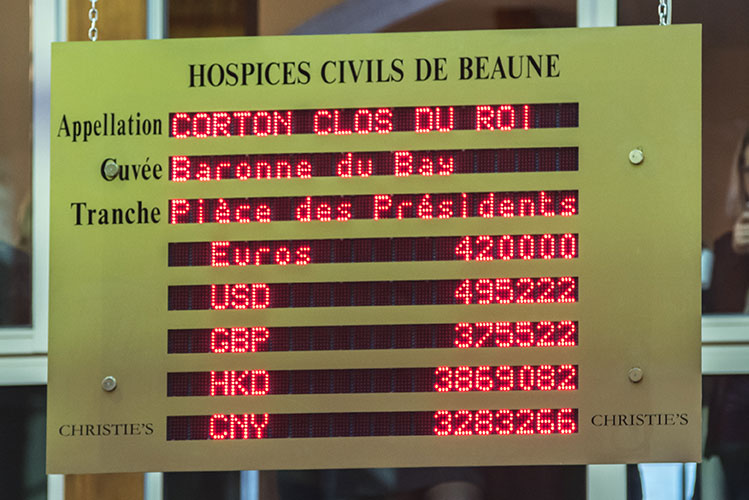 HOSPICES CIVILS DE BEAUNE
Appellation CORTON CLOS DU ROI
Cuvée Baronne du Bay
Tranche Pièce des Présidents
Euros 420000
USD 495222
GBP 375522
HKD 3869082
CNY 3283266
CHRISTIE'S CHRISTIE'S